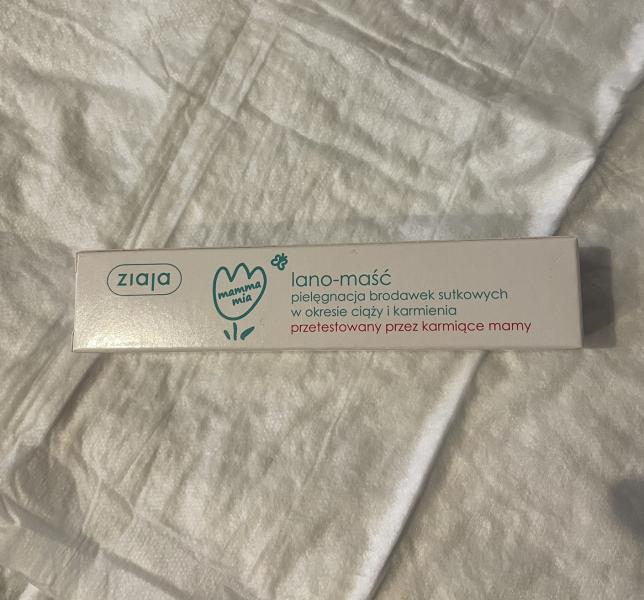 ziaja
mamma
mia
lano-maść
pielęgnacja brodawek sutkowych
w okresie ciąży i karmienia
przetestowany przez karmiące mamy